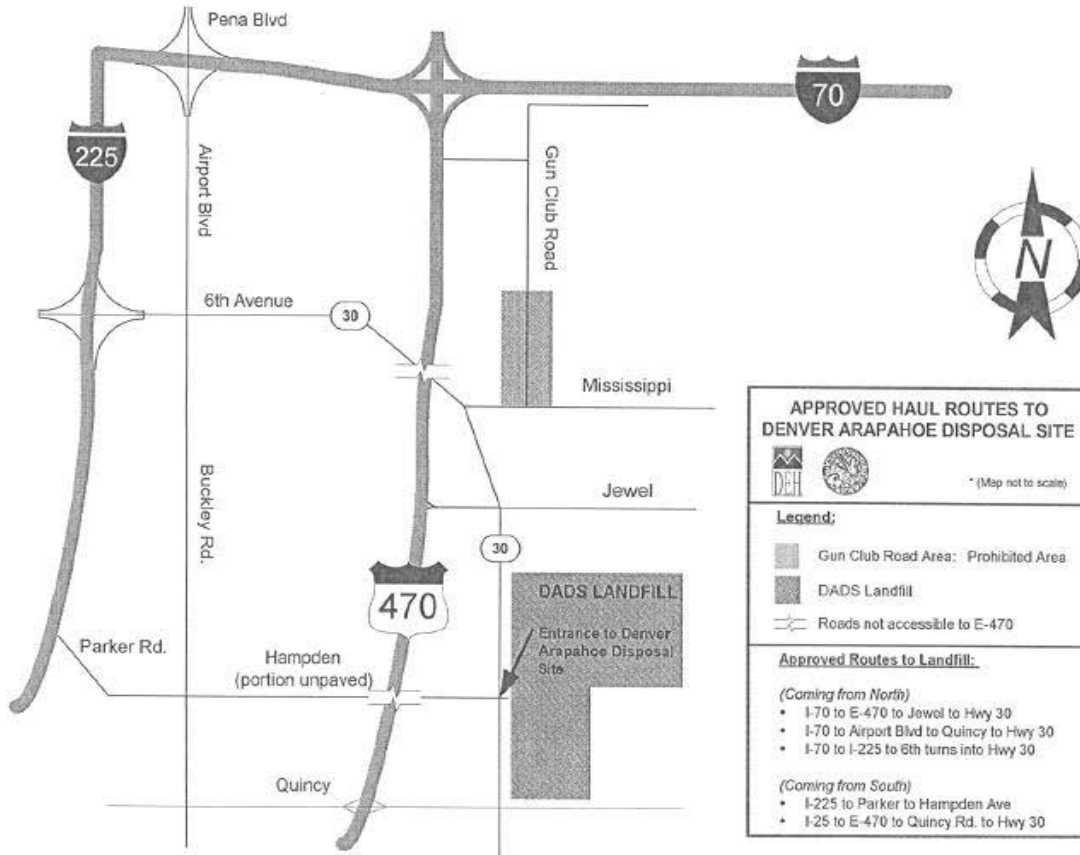 Pena Blvd
70
225
Airport Blvd
Gun Club Road
N
6th Avenue
30
Mississippi
Buckley Rd.
Jewel
30
470
DADS LANDFILL
Entrance to Denver
Arapahoe Disposal
Site
Parker Rd.
Hampden
(portion unpaved)
Quincy
APPROVED HAUL ROUTES TO
DENVER ARAPAHOE DISPOSAL SITE
DEH
* (Map not to scale)
Legend:
Gun Club Road Area: Prohibited Area
DADS Landfill
Roads not accessible to E-470
Approved Routes to Landfill:
(Coming from North)
• I-70 to E-470 to Jewel to Hwy 30
• I-70 to Airport Blvd to Quincy to Hwy 30
• I-70 to I-225 to 6th turns into Hwy 30
(Coming from South)
• I-225 to Parker to Hampden Ave
• I-25 to E-470 to Quincy Rd. to Hwy 30